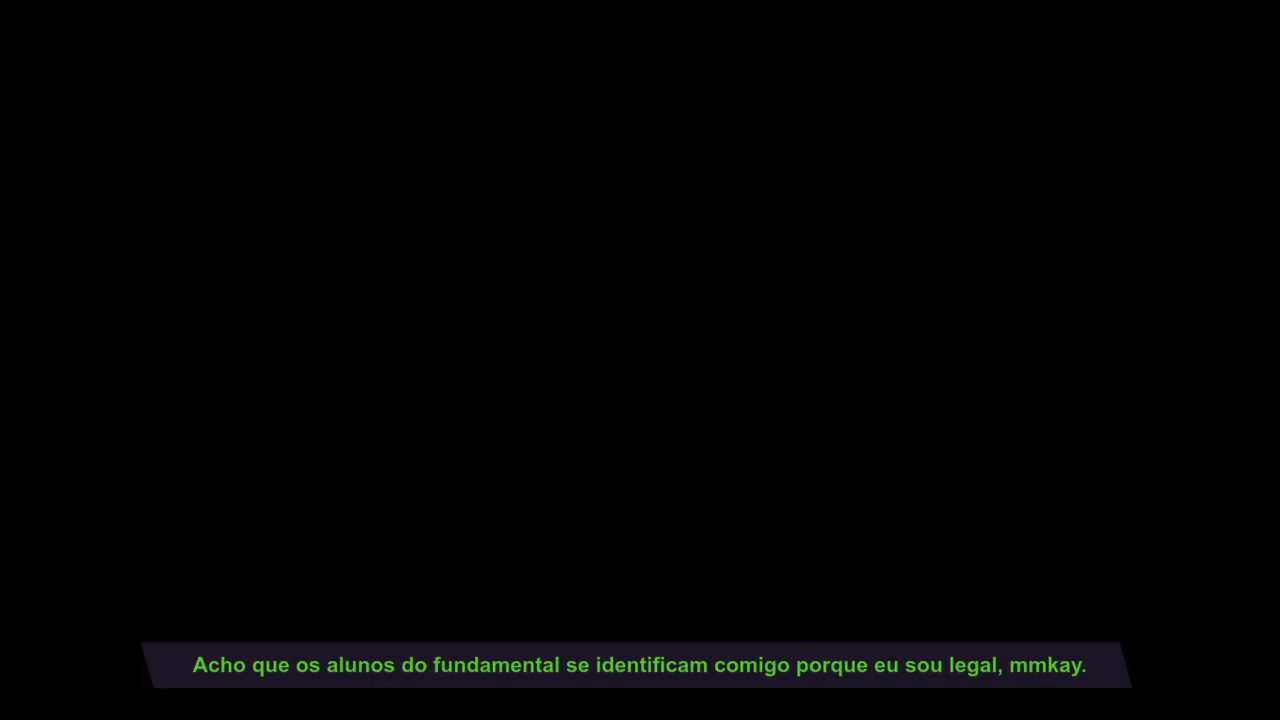 Acho que os alunos do fundamental se identificam comigo porque eu sou legal, mmkay.